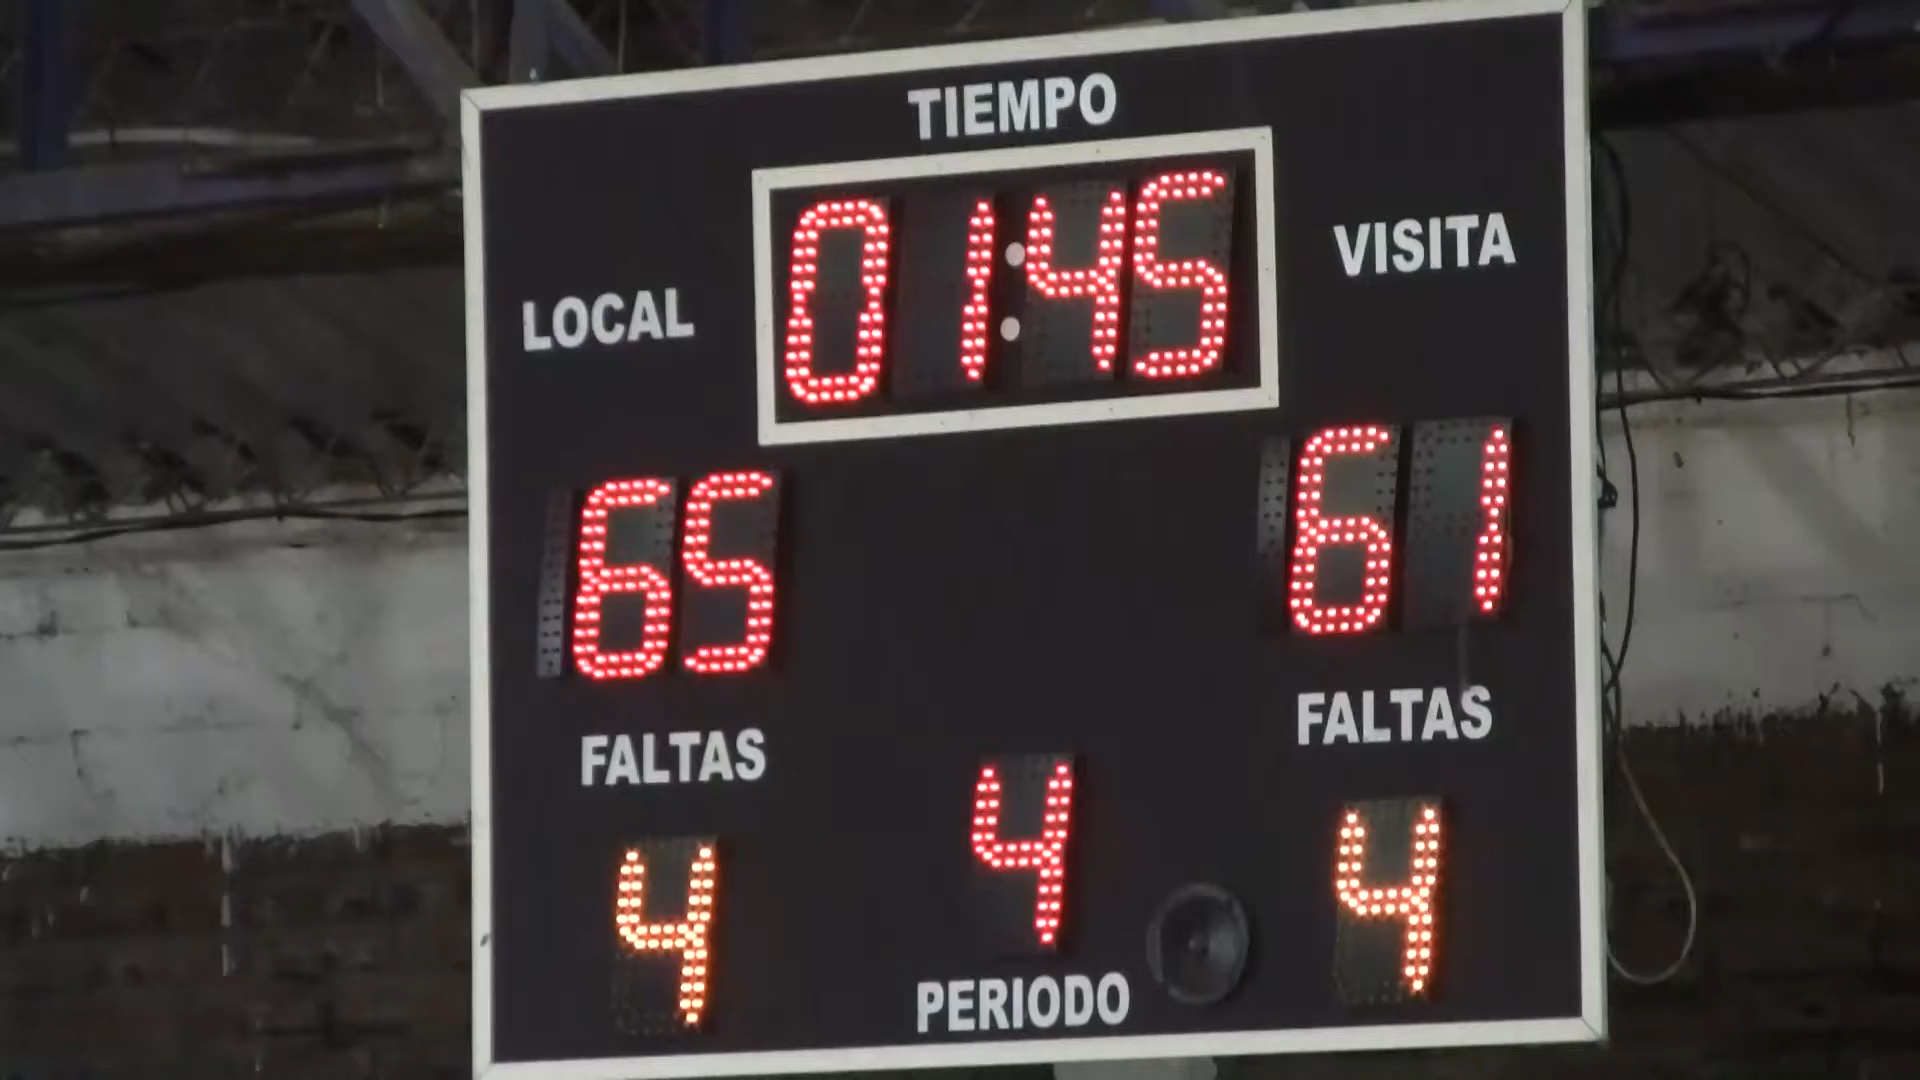 TIEMPO
01:45
LOCAL
VISITA
65
61
FALTAS
FALTAS
4
4
4
PERIODO